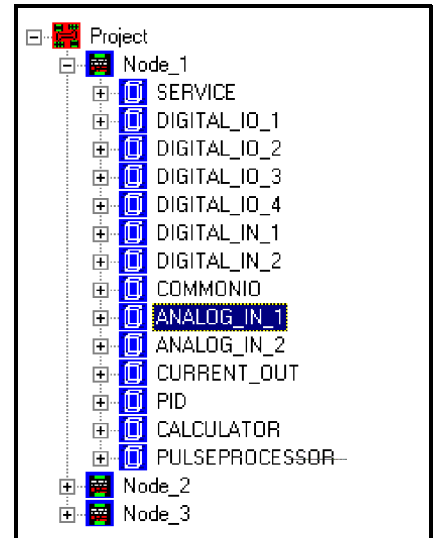 Project
Node_1
SERVICE
DIGITAL_IO_1
DIGITAL_IO_2
DIGITAL_IO_3
DIGITAL_IO_4
DIGITAL_IN_1
DIGITAL_IN_2
COMMONIO
ANALOG_IN_1
ANALOG_IN_2
CURRENT_OUT
PID
CALCULATOR
PULSEPROCESSOR
Node_2
Node_3